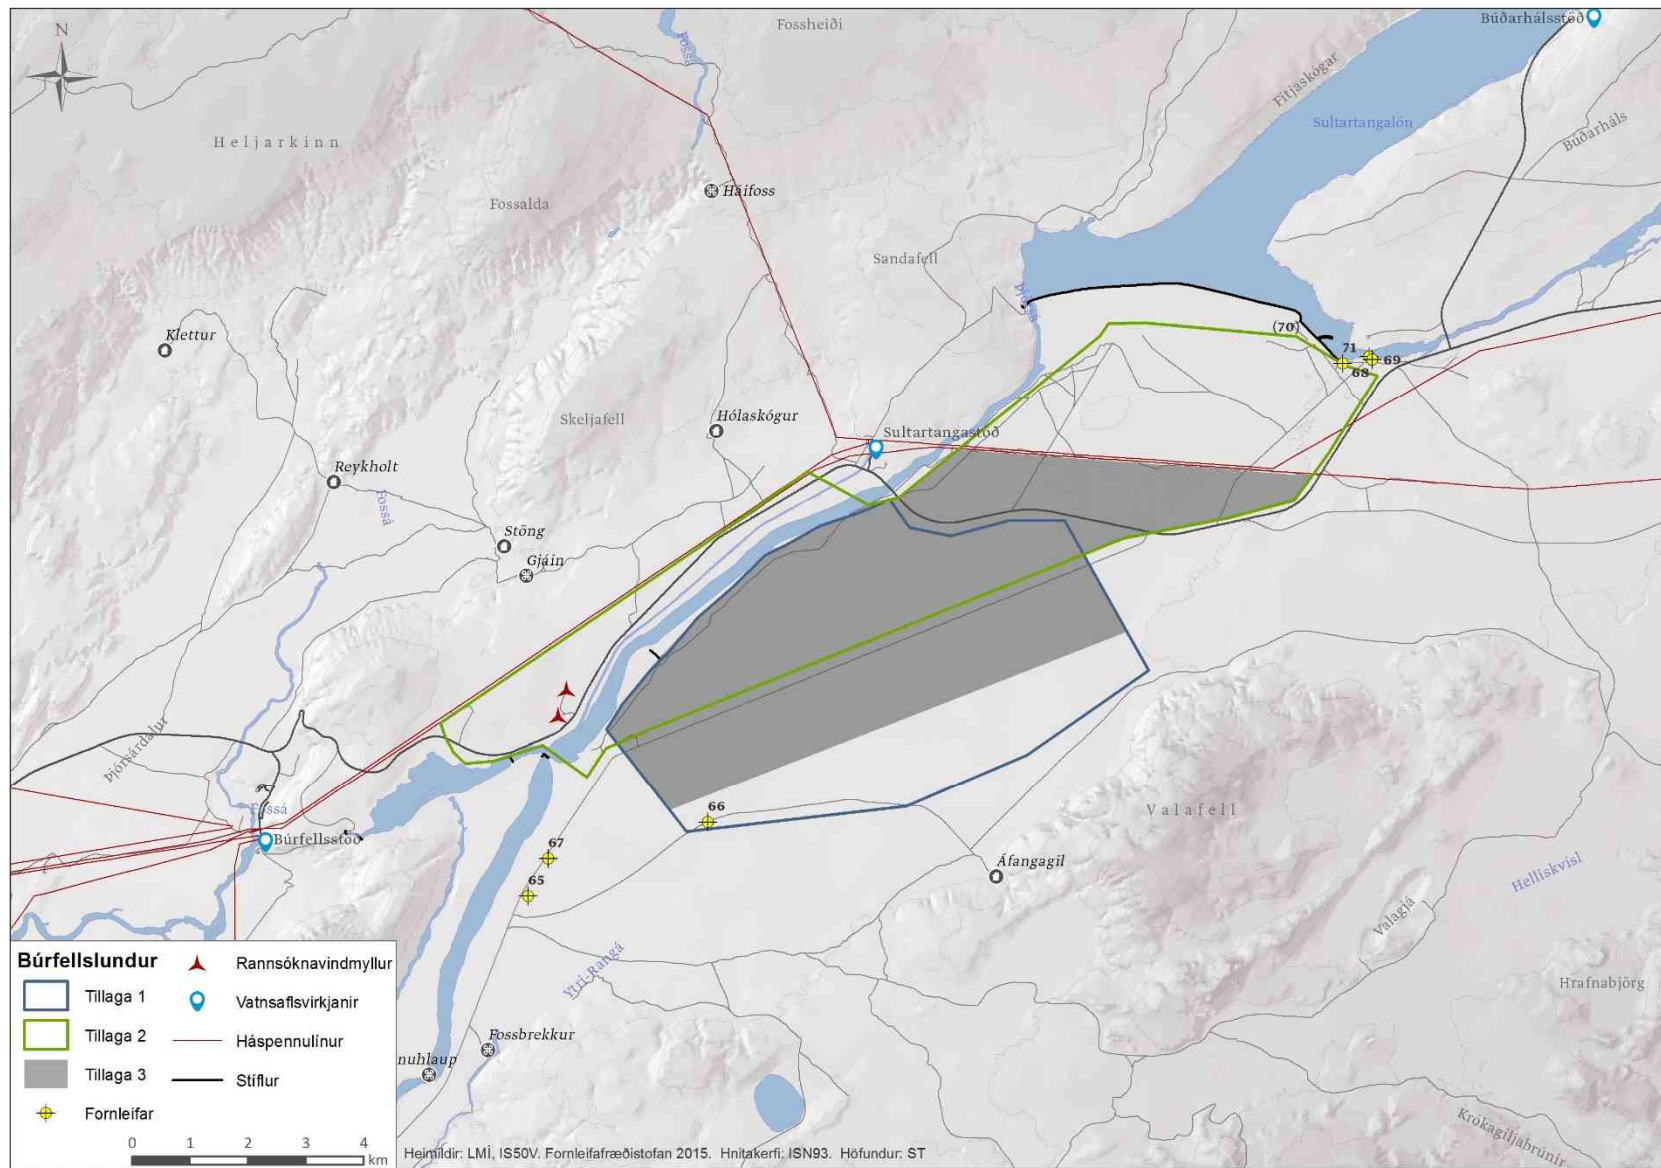 N
Fossheiði
Búðarhálsstöð
Fossá
Fitjaskógar
Sultartangalón
Búðarháls
Heljarkinn
Háifoss
Fossalda
Sandafell
Þjórsá
(70)
Klettur
71
69
68
Skeljafell
Hólaskógur
Sultartangastöð
Reykholt
Fossá
Stöng
Gjáin
Þjórsárdalur
Valafell
Fossá
66
Búrfellsstöð
67
Áfangagil
65
Helliskvísl
Valagjá
Ytri-Rangá
Hrafnabjörg
Fossbrekkur
nuhlaup
Krókagiljabrúnir
Búrfellslundur
Tillaga 1
Tillaga 2
Tillaga 3
Fornleifar
Rannsóknavindmyllur
Vatnsaflsvirkjanir
Háspennulínur
Stíflur
0 1 2 3 4
km
Heimildir: LMÍ, IS50V. Fornleifafræðistofan 2015. Hnitakerfi: ISN93. Höfundur: ST